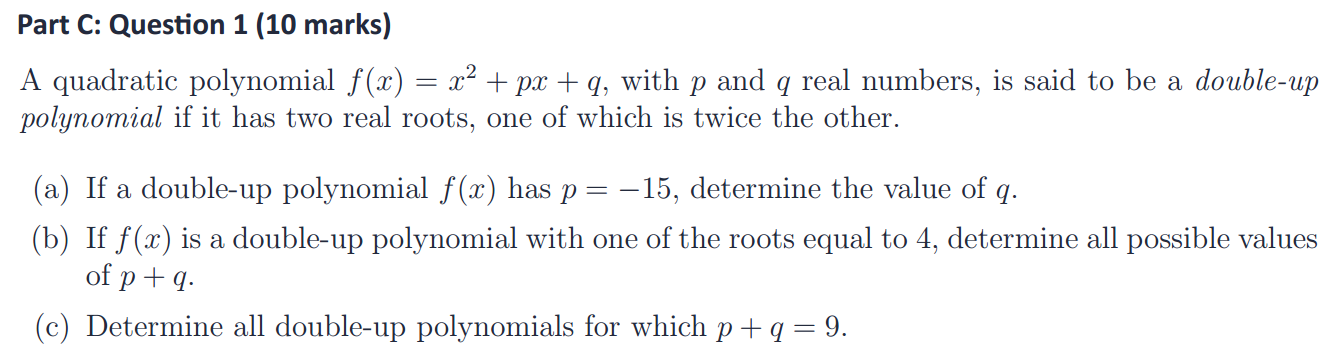 Part C: Question 1 (10 marks)
A quadratic polynomial f(x) = x² + px + q, with p and q real numbers, is said to be a double-up
polynomial if it has two real roots, one of which is twice the other.
(a) If a double-up polynomial f(x) has p = −15, determine the value of q.
(b) If f(x) is a double-up polynomial with one of the roots equal to 4, determine all possible values
of p + q.
(c) Determine all double-up polynomials for which p + q = 9.